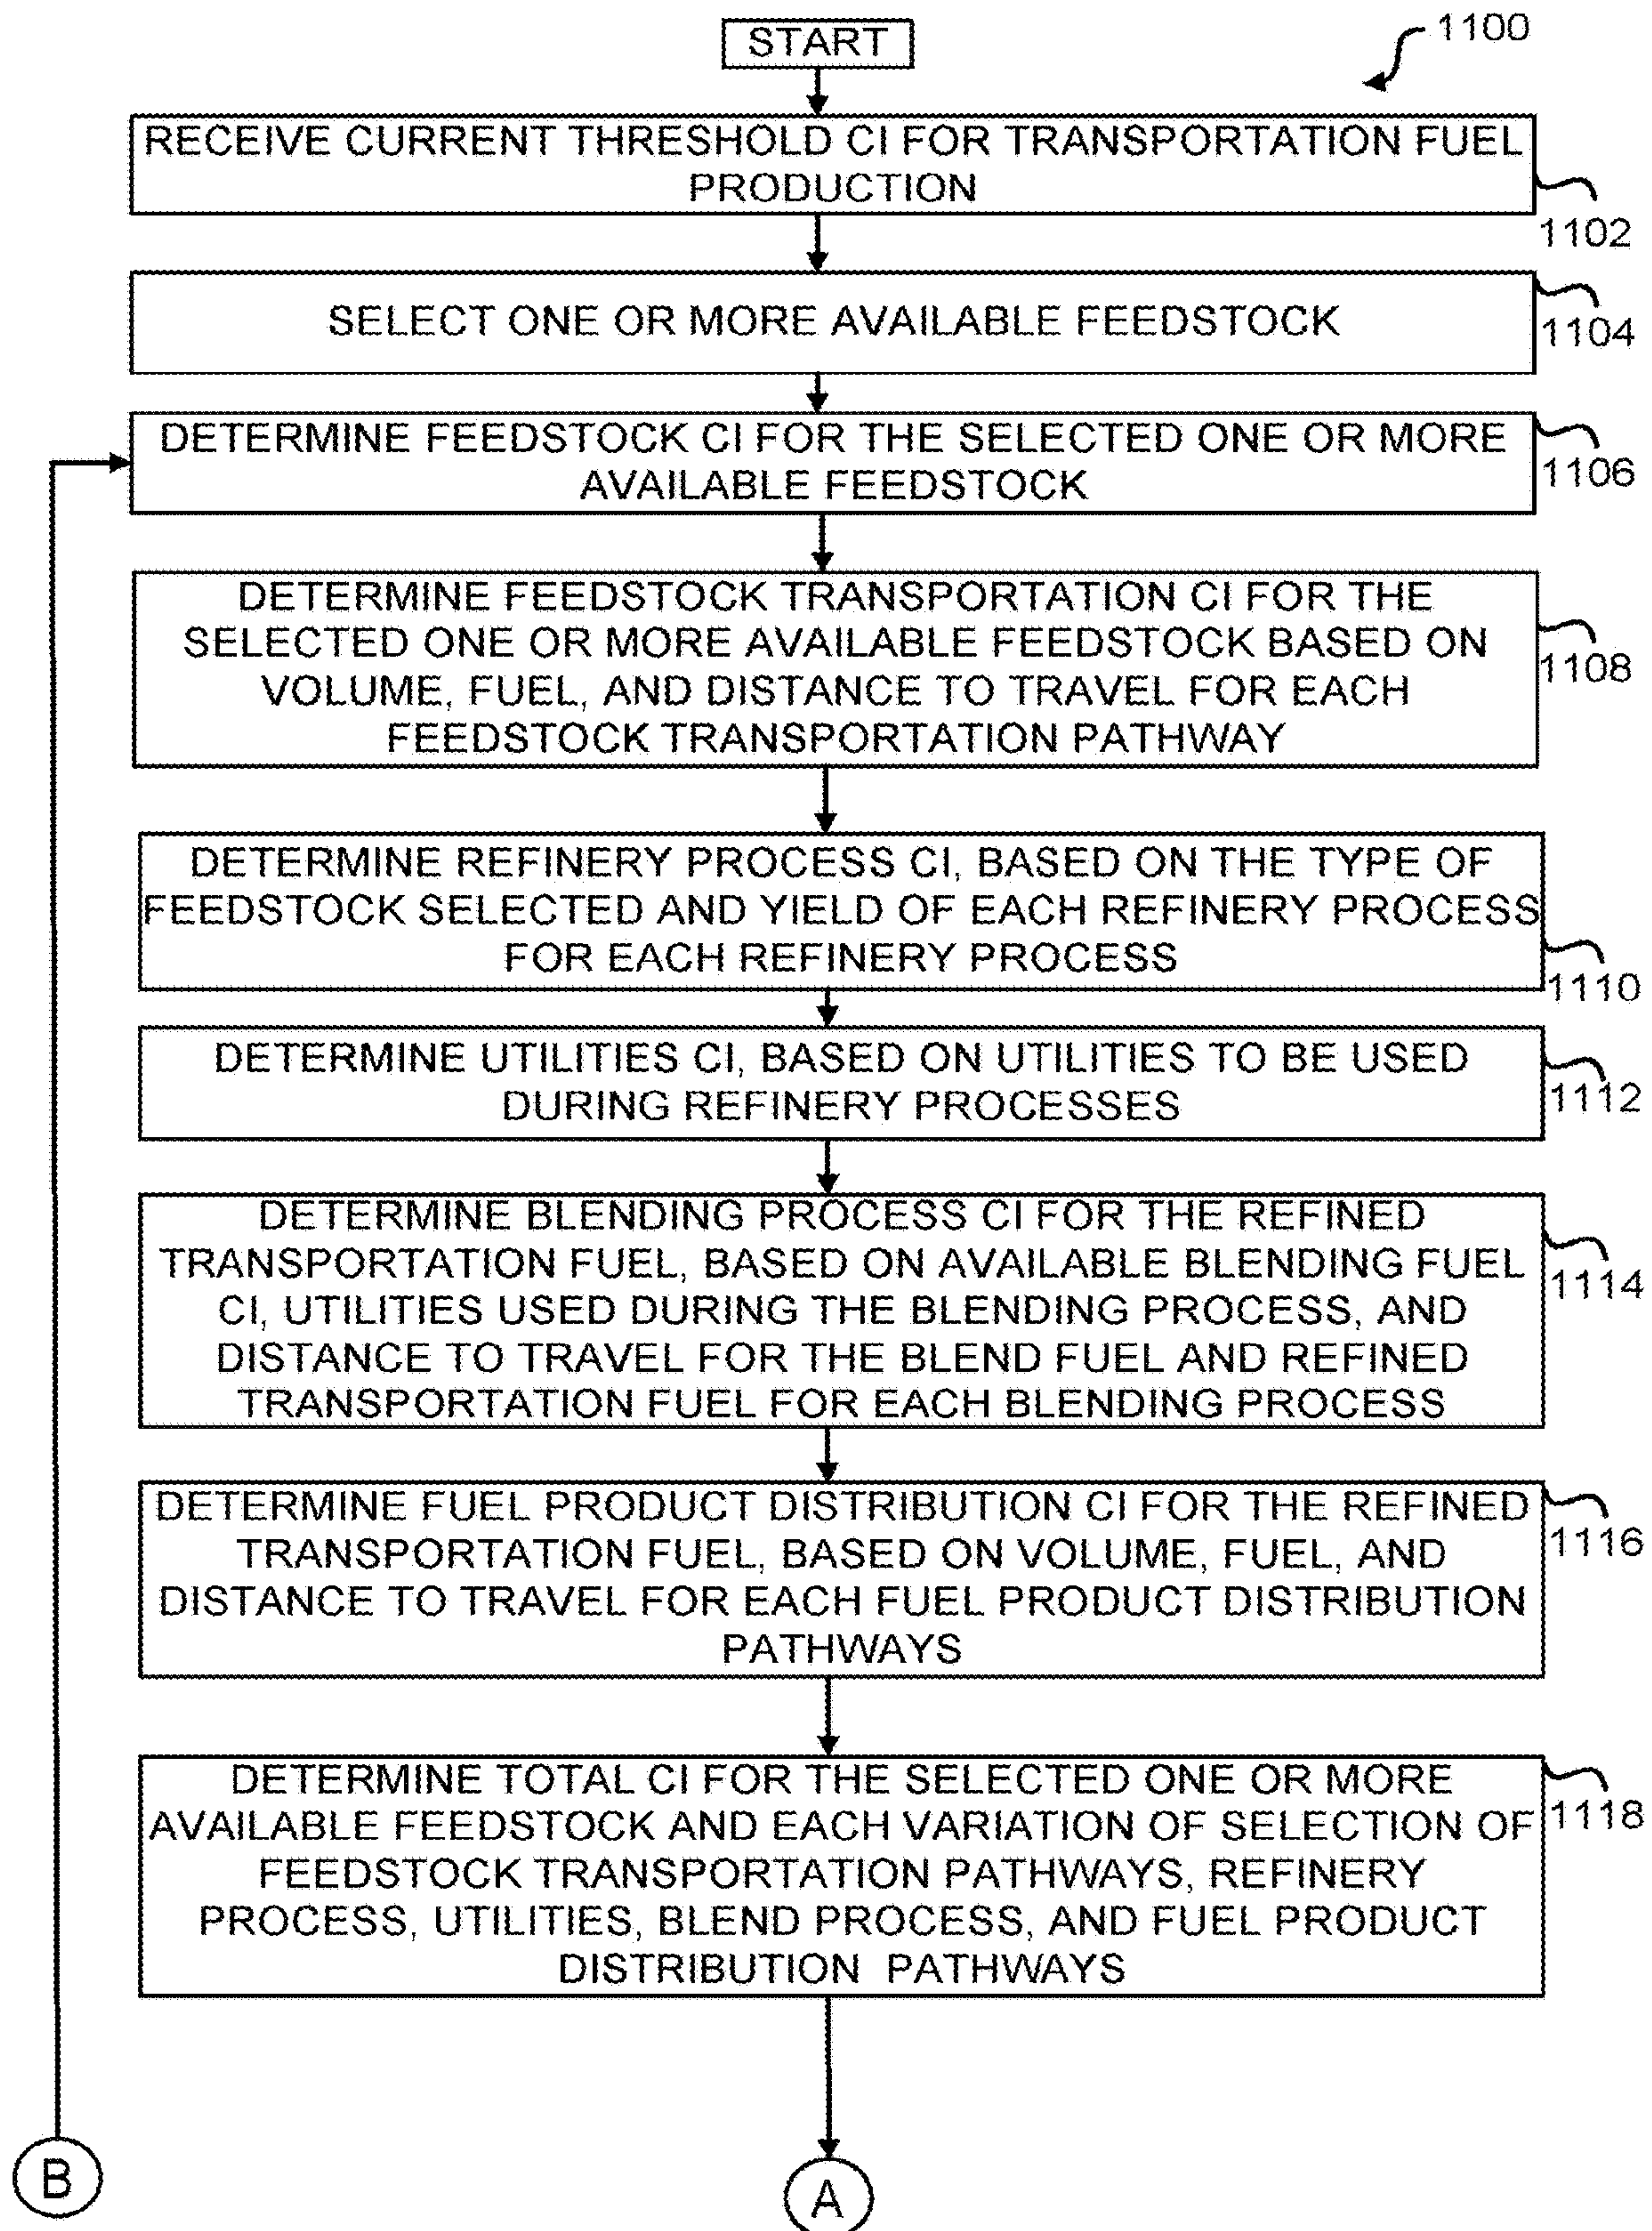 START
1100
RECEIVE CURRENT THRESHOLD CI FOR TRANSPORTATION FUEL
PRODUCTION
1102
SELECT ONE OR MORE AVAILABLE FEEDSTOCK
1104
DETERMINE FEEDSTOCK CI FOR THE SELECTED ONE OR MORE
AVAILABLE FEEDSTOCK
1106
DETERMINE FEEDSTOCK TRANSPORTATION CI FOR THE
SELECTED ONE OR MORE AVAILABLE FEEDSTOCK BASED ON
VOLUME, FUEL, AND DISTANCE TO TRAVEL FOR EACH
FEEDSTOCK TRANSPORTATION PATHWAY
1108
DETERMINE REFINERY PROCESS CI, BASED ON THE TYPE OF
FEEDSTOCK SELECTED AND YIELD OF EACH REFINERY PROCESS
FOR EACH REFINERY PROCESS
1110
DETERMINE UTILITIES CI, BASED ON UTILITIES TO BE USED
DURING REFINERY PROCESSES
1112
DETERMINE BLENDING PROCESS CI FOR THE REFINED
TRANSPORTATION FUEL, BASED ON AVAILABLE BLENDING FUEL
CI, UTILITIES USED DURING THE BLENDING PROCESS, AND
DISTANCE TO TRAVEL FOR THE BLEND FUEL AND REFINED
TRANSPORTATION FUEL FOR EACH BLENDING PROCESS
1114
DETERMINE FUEL PRODUCT DISTRIBUTION CI FOR THE REFINED
TRANSPORTATION FUEL, BASED ON VOLUME, FUEL, AND
DISTANCE TO TRAVEL FOR EACH FUEL PRODUCT DISTRIBUTION
PATHWAYS
1116
DETERMINE TOTAL CI FOR THE SELECTED ONE OR MORE
AVAILABLE FEEDSTOCK AND EACH VARIATION OF SELECTION OF
FEEDSTOCK TRANSPORTATION PATHWAYS, REFINERY
PROCESS, UTILITIES, BLEND PROCESS, AND FUEL PRODUCT
DISTRIBUTION PATHWAYS
1118
B
A